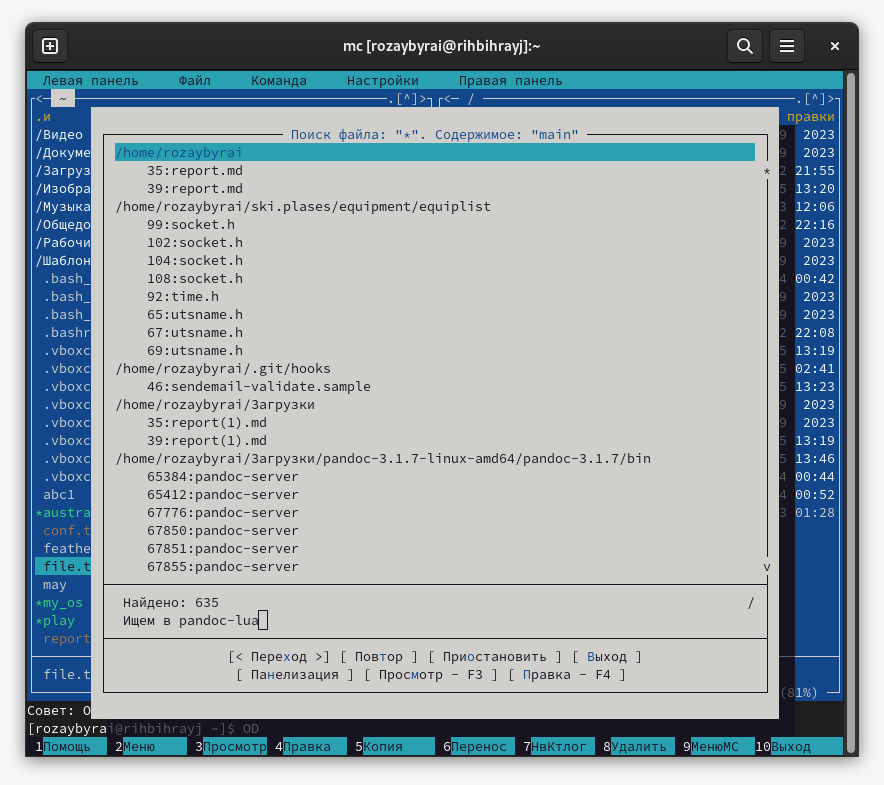 mc [rozaybyrai@rihbihrayj]:~
Левая панель Файл Команда Настройки Правая панель
<─ ~ .[^]> <─ / .[^]>
.и правки
/Видео 9 2023
/Докуме 9 2023
/Загруз 2 21:55
/Изобра 5 13:20
/Музыка 3 12:06
/Общедо 2 22:16
/Рабочи 9 2023
/Шаблон 9 2023
.bash_ 4 00:42
.bash_ 9 2023
.bash_ 9 2023
.bashr 2 22:08
.vboxc 5 13:19
.vboxc 5 02:41
.vboxc 5 13:23
.vboxc 9 2023
.vboxc 9 2023
.vboxc 5 13:19
.vboxc 5 13:46
.vboxc 4 00:44
abc1 4 00:52
*austra 3 01:28
conf.t
feathe
file.t
may
*my_os
*play
report
file.t (81%)
Поиск файла: "*". Содержимое: "main"
/home/rozaybyrai
35:report.md *
39:report.md
/home/rozaybyrai/ski.plases/equipment/equiplist
99:socket.h
102:socket.h
104:socket.h
108:socket.h
92:time.h
65:utsname.h
67:utsname.h
69:utsname.h
/home/rozaybyrai/.git/hooks
46:sendemail-validate.sample
/home/rozaybyrai/Загрузки
35:report(1).md
39:report(1).md
/home/rozaybyrai/Загрузки/pandoc-3.1.7-linux-amd64/pandoc-3.1.7/bin
65384:pandoc-server
65412:pandoc-server
67776:pandoc-server
67850:pandoc-server
67851:pandoc-server
67855:pandoc-server v
Найдено: 635 /
Ищем в pandoc-lua
[< Переход >] [ Повтор ] [ Приостановить ] [ Выход ]
[ Панелизация ] [ Просмотр - F3 ] [ Правка - F4 ]
Совет: О
[rozaybyrai@rihbihrayj ~]$ OD
1Помощь 2Меню 3Просмотр 4Правка 5Копия 6Перенос 7НвКтлог 8Удалить 9МенюМС 10Выход